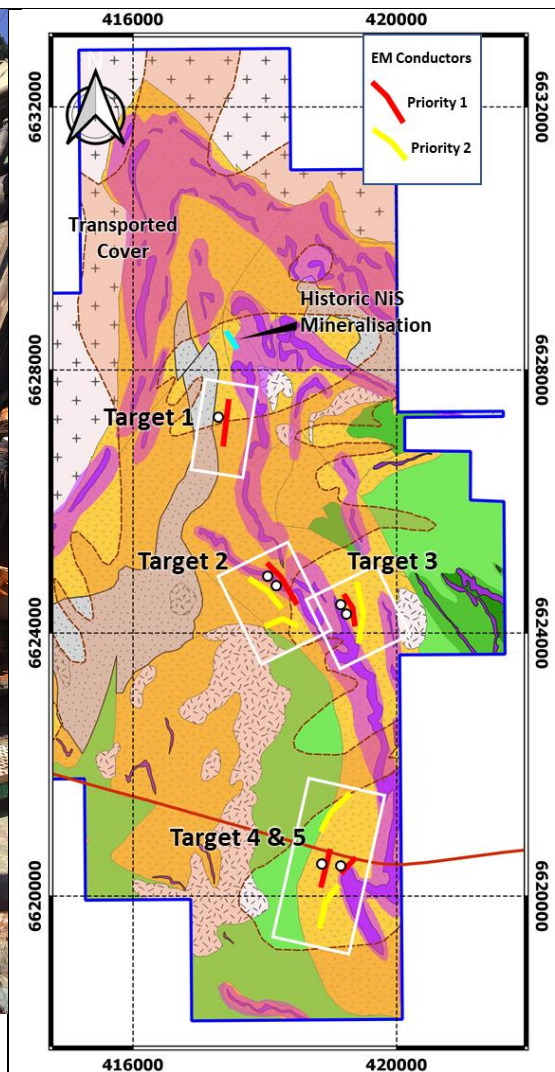 416000
420000
6632000
6632000
N
EM Conductors
Priority 1
Priority 2
Transported
Cover
Historic NiS
Mineralisation
6628000
6628000
Target 1
Target 2
Target 3
6624000
6624000
Target 4 & 5
6620000
6620000
416000
420000